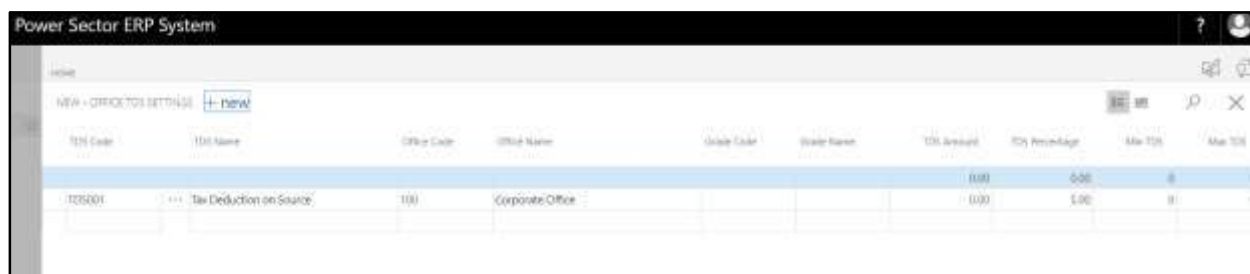 Power Sector ERP System ?
HOME
NEW - OFFICE TDS SETTINGS + new
TDS Code TDS Name Office Code Office Name Grade Code Grade Name TDS Amount TDS Percentage Min TDS Max TDS
0.00 0.00 0
TDS001 ... Tax Deduction on Source 100 Corporate Office 0.00 5.00 0